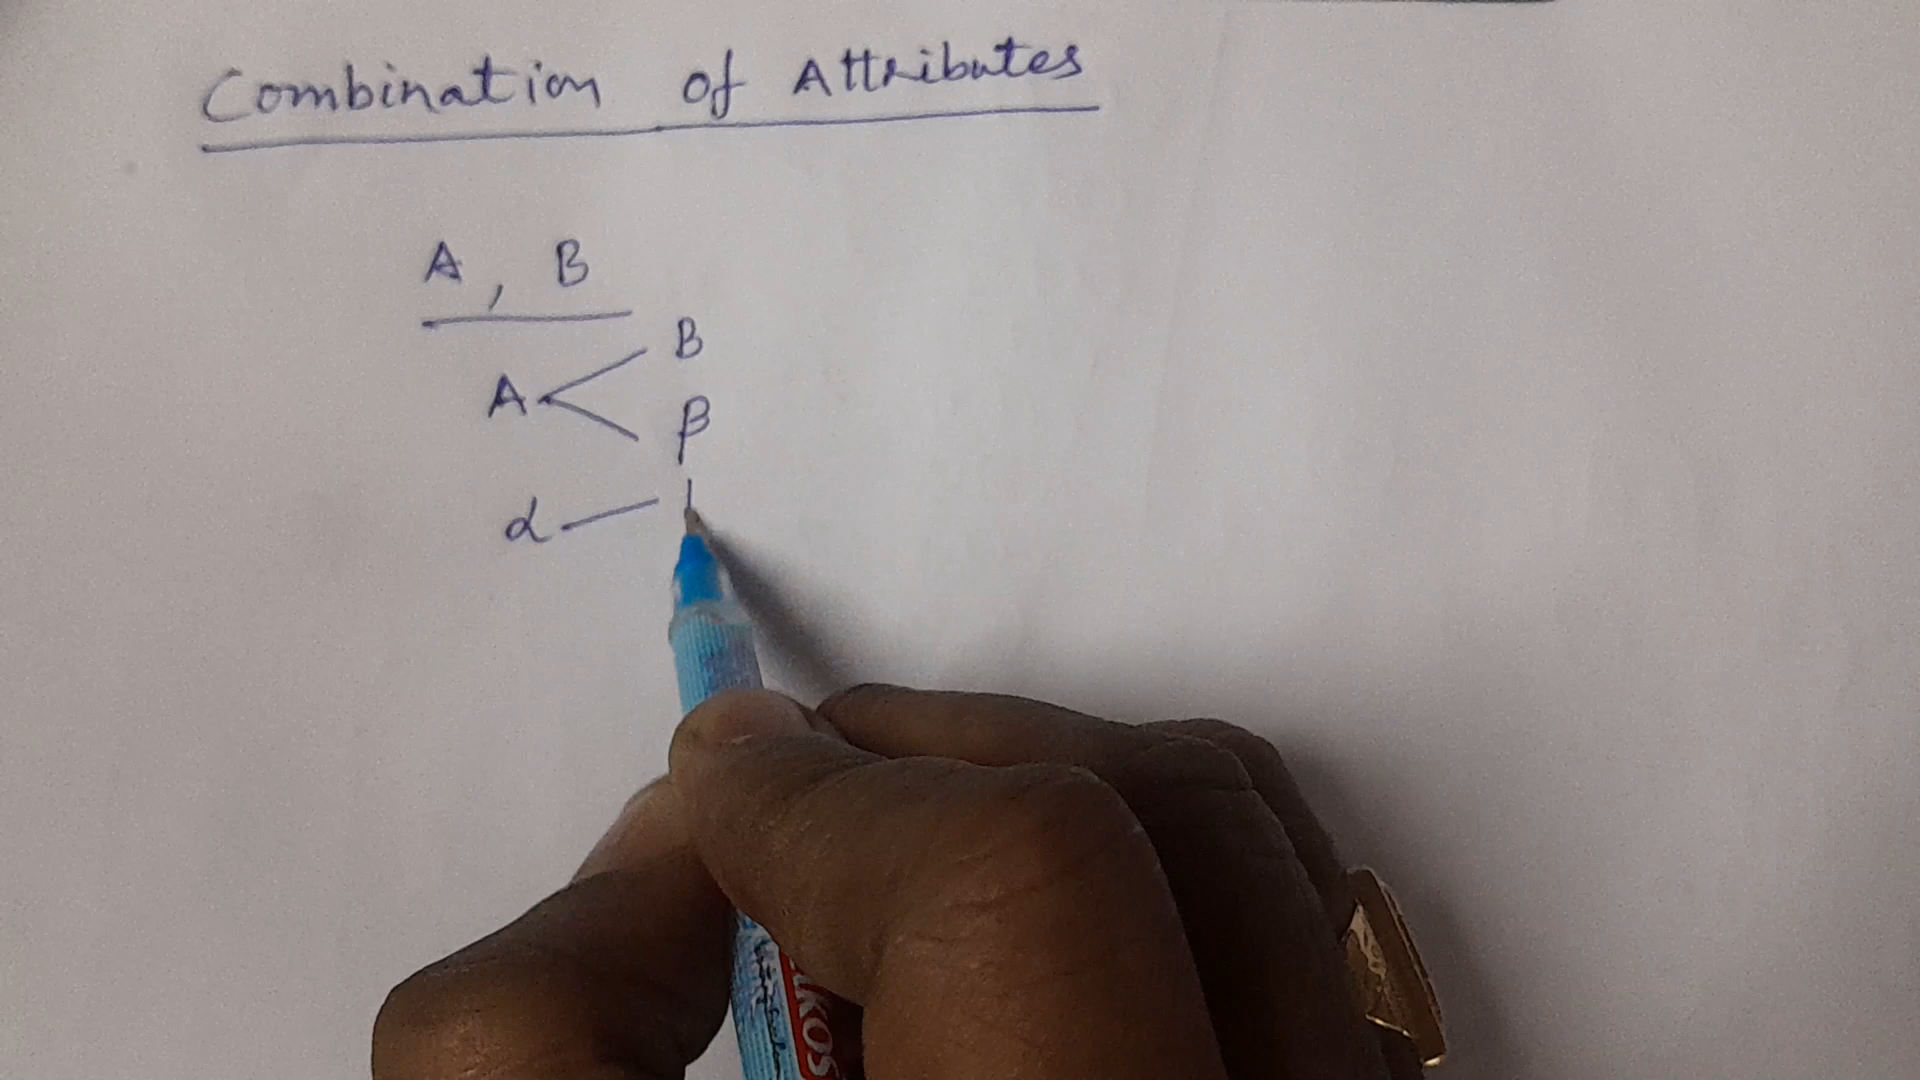 Combination of Attributes
A, B
B
A
β
α